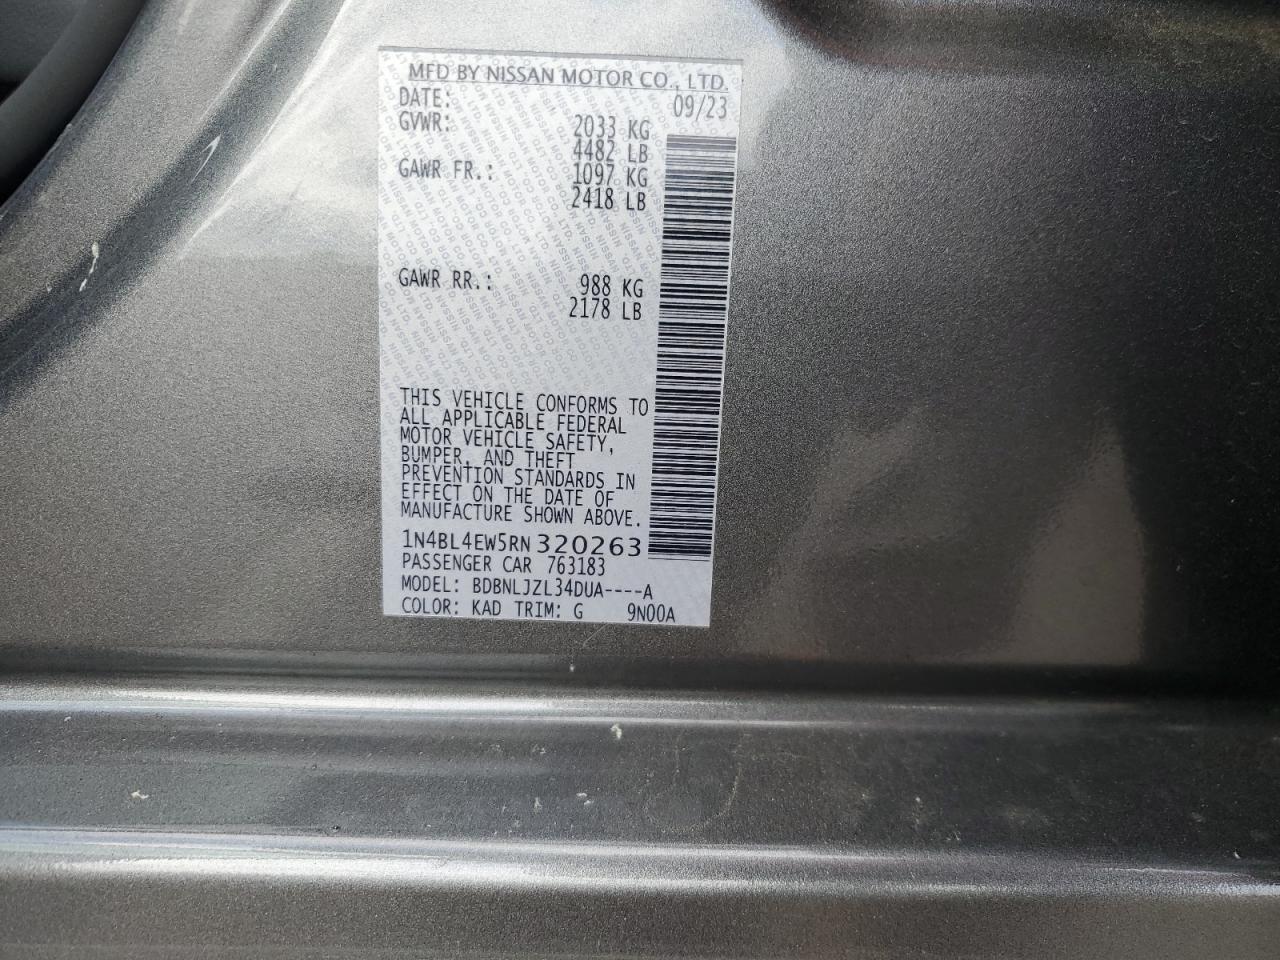 MFD BY NISSAN MOTOR CO., LTD.
DATE: 09/23
GVWR: 2033 KG
4482 LB
GAWR FR.: 1097 KG
2418 LB
GAWR RR.: 988 KG
2178 LB
THIS VEHICLE CONFORMS TO
ALL APPLICABLE FEDERAL
MOTOR VEHICLE SAFETY,
BUMPER, AND THEFT
PREVENTION STANDARDS IN
EFFECT ON THE DATE OF
MANUFACTURE SHOWN ABOVE.
1N4BL4EW5RN320263
PASSENGER CAR 763183
MODEL: BDBNLJZL34DUA----A
COLOR: KAD TRIM: G 9N00A